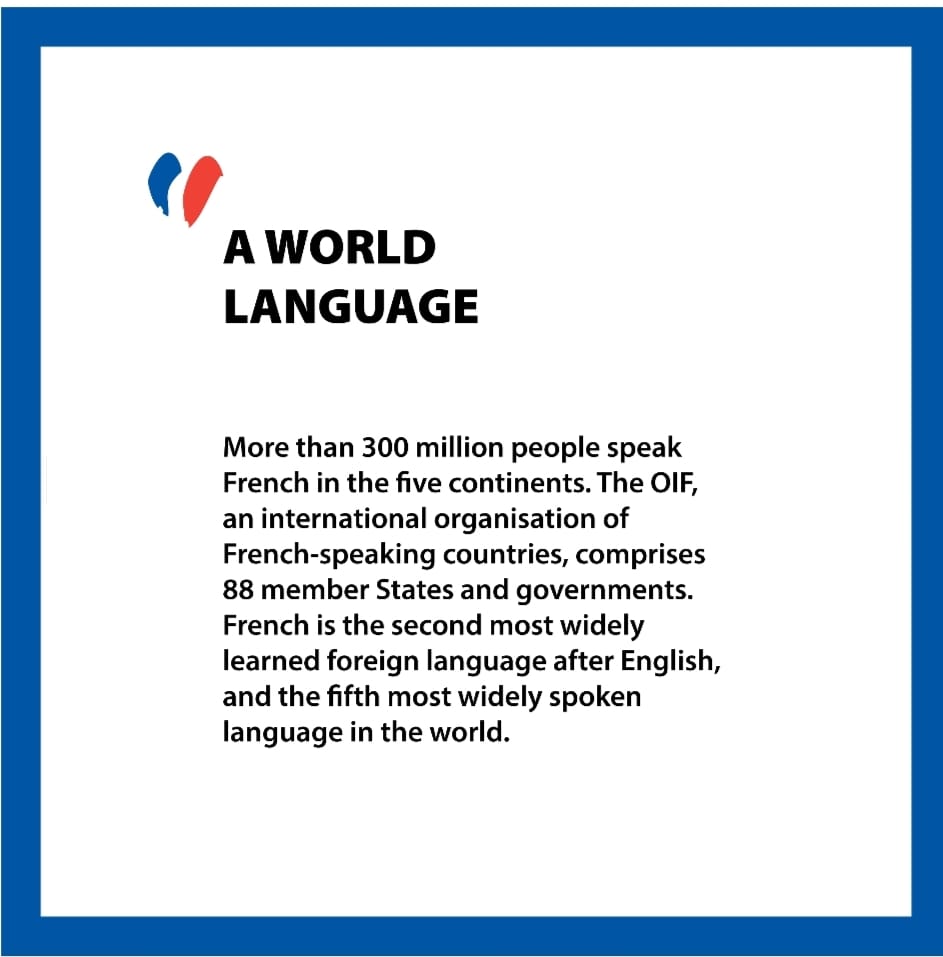 A WORLD
LANGUAGE
More than 300 million people speak
French in the five continents. The OIF,
an international organisation of
French-speaking countries, comprises
88 member States and governments.
French is the second most widely
learned foreign language after English,
and the fifth most widely spoken
language in the world.